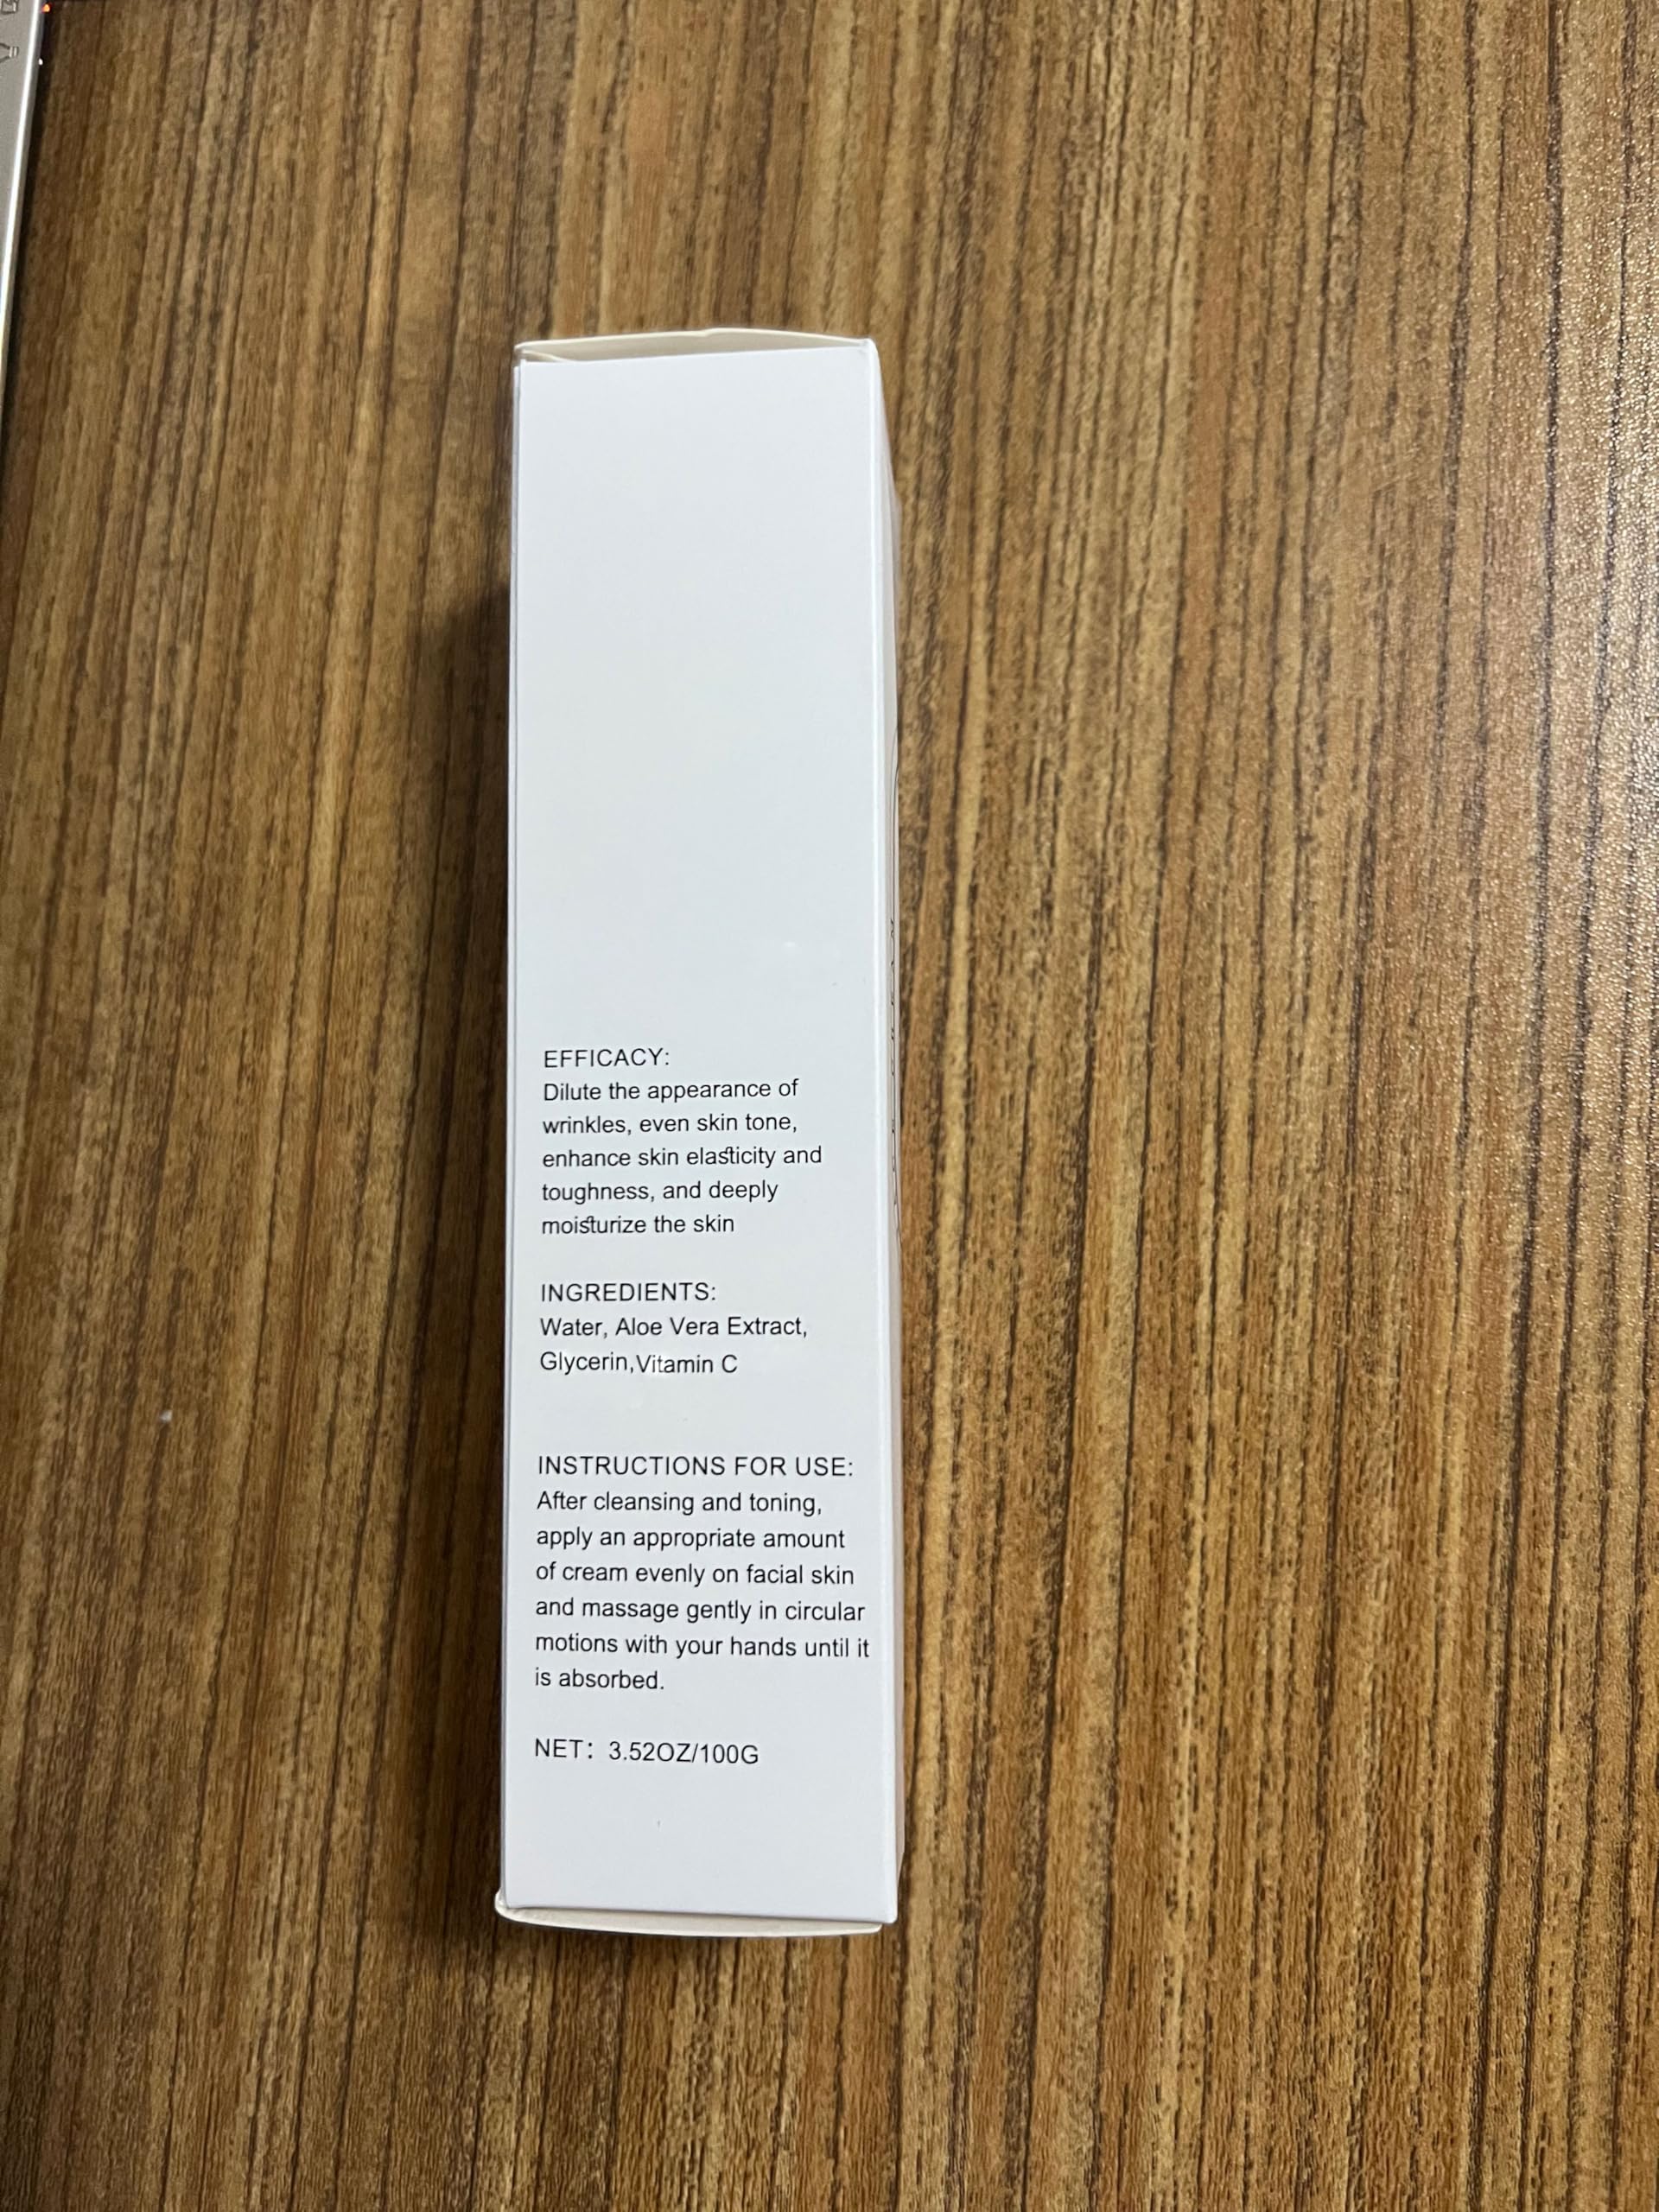 EFFICACY:
Dilute the appearance of
wrinkles, even skin tone,
enhance skin elasticity and
toughness, and deeply
moisturize the skin
INGREDIENTS:
Water, Aloe Vera Extract,
Glycerin,Vitamin C
INSTRUCTIONS FOR USE:
After cleansing and toning,
apply an appropriate amount
of cream evenly on facial skin
and massage gently in circular
motions with your hands until it
is absorbed.
NET: 3.52OZ/100G